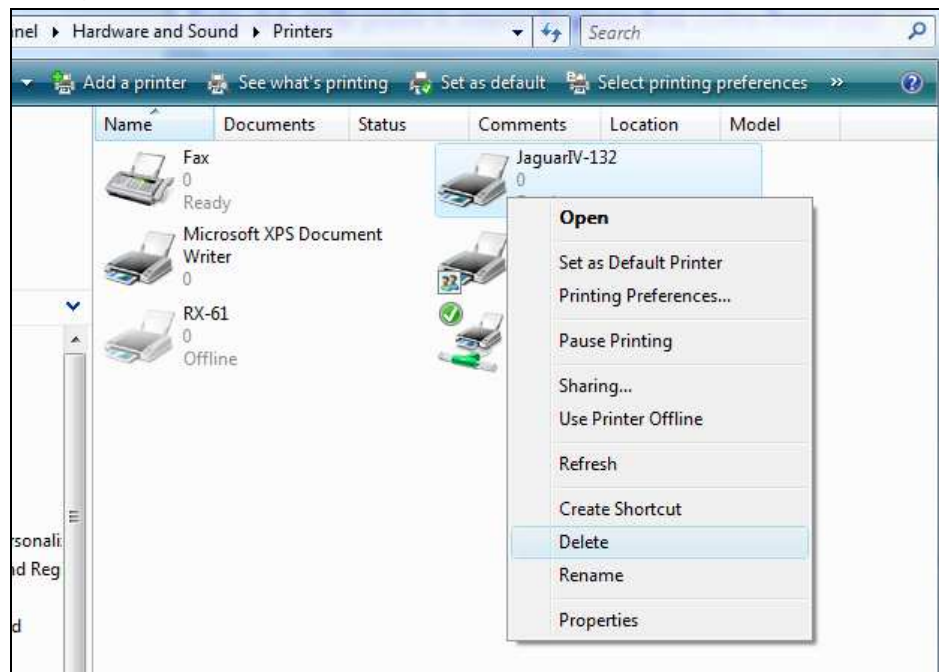 nel ▸ Hardware and Sound ▸ Printers Search
Add a printer See what's printing Set as default Select printing preferences »
Name Documents Status Comments Location Model
Fax
0
Ready
JaguarIV-132
0
Microsoft XPS Document
Writer
0
RX-61
0
Offline
Open
Set as Default Printer
Printing Preferences...
Pause Printing
Sharing...
Use Printer Offline
Refresh
Create Shortcut
Delete
Rename
Properties
sonali
d Reg
d